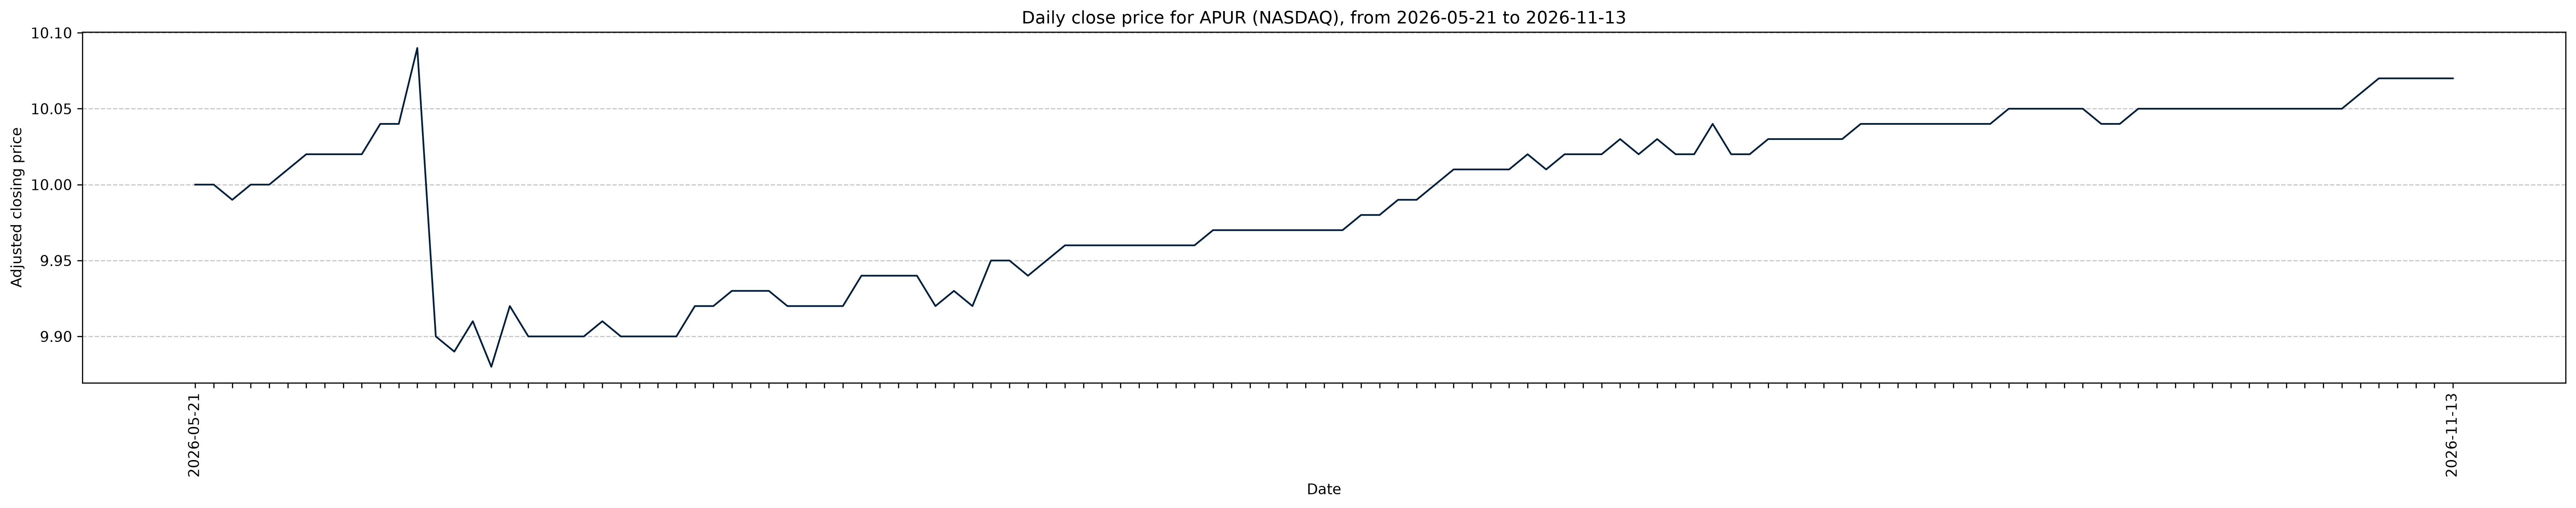 Daily close price for APUR (NASDAQ), from 2026-05-21 to 2026-11-13
Adjusted closing price
10.10
10.05
10.00
9.95
9.90
2026-05-21
2026-11-13
Date